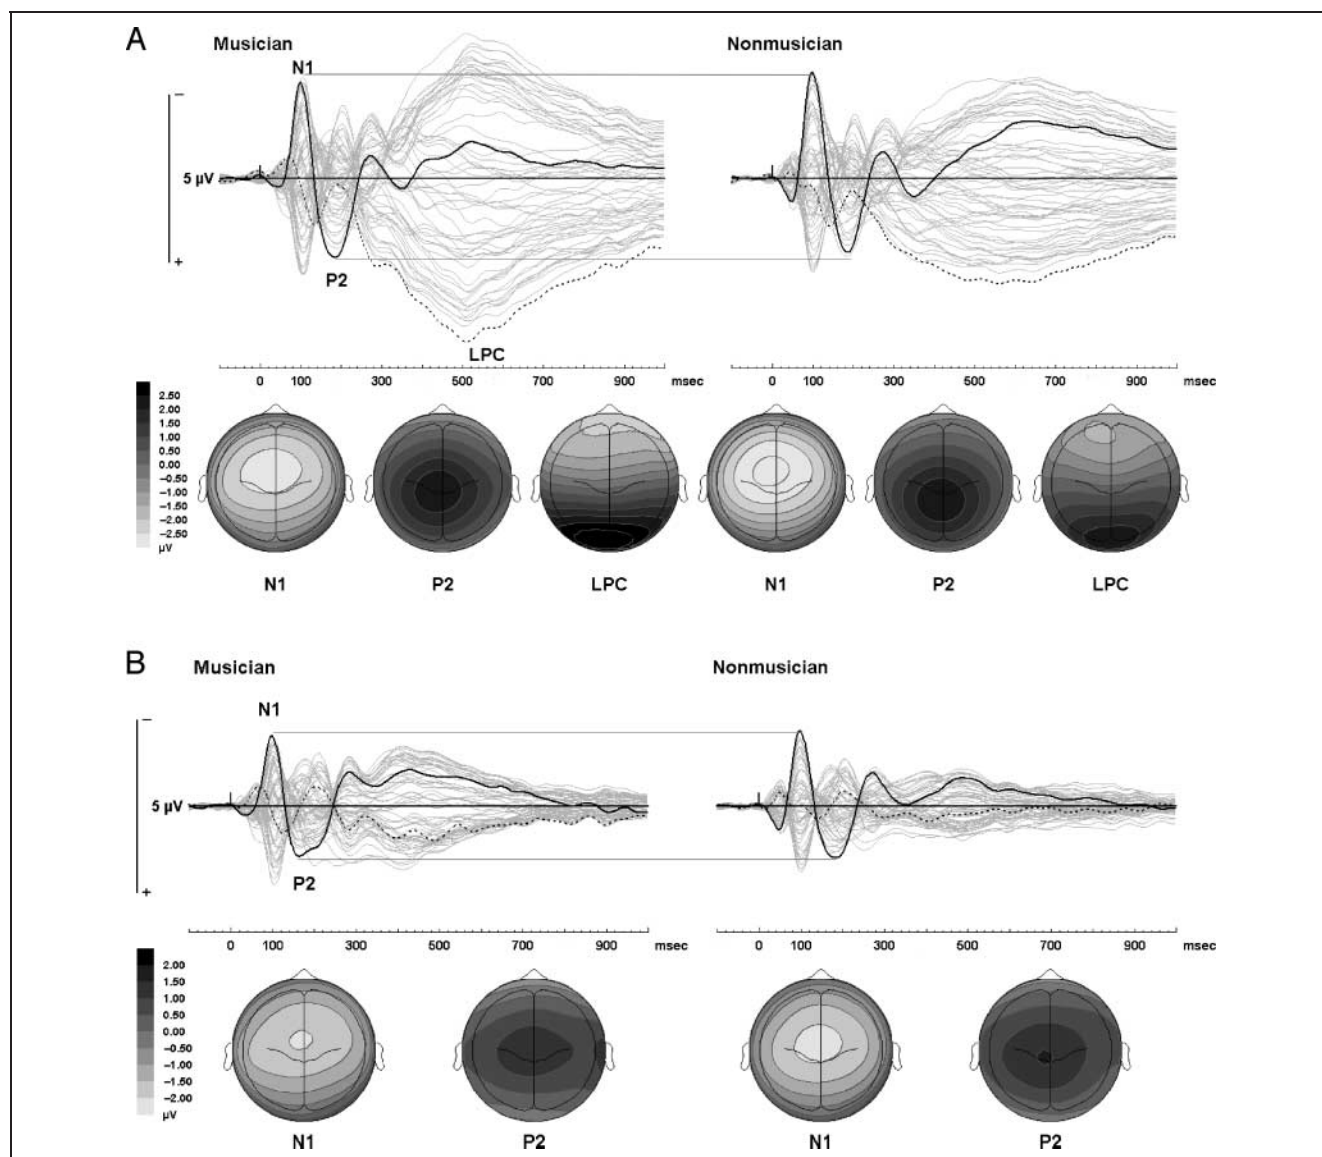 A
Musician
Nonmusician
N1
−
5 µV
+
P2
LPC
0 100 300 500 700 900 msec
0 100 300 500 700 900
2.50
2.00
1.50
1.00
0.50
0.00
−0.50
−1.00
−1.50
−2.00
−2.50
µV
N1 P2 LPC N1 P2 LPC
B
Musician
Nonmusician
N1
−
5 µV
+
P2
0 100 300 500 700 900 msec
0 100 300 500 700 900 msec
2.00
1.50
1.00
0.50
0.00
−0.50
−1.00
−1.50
−2.00
µV
N1 P2 N1 P2